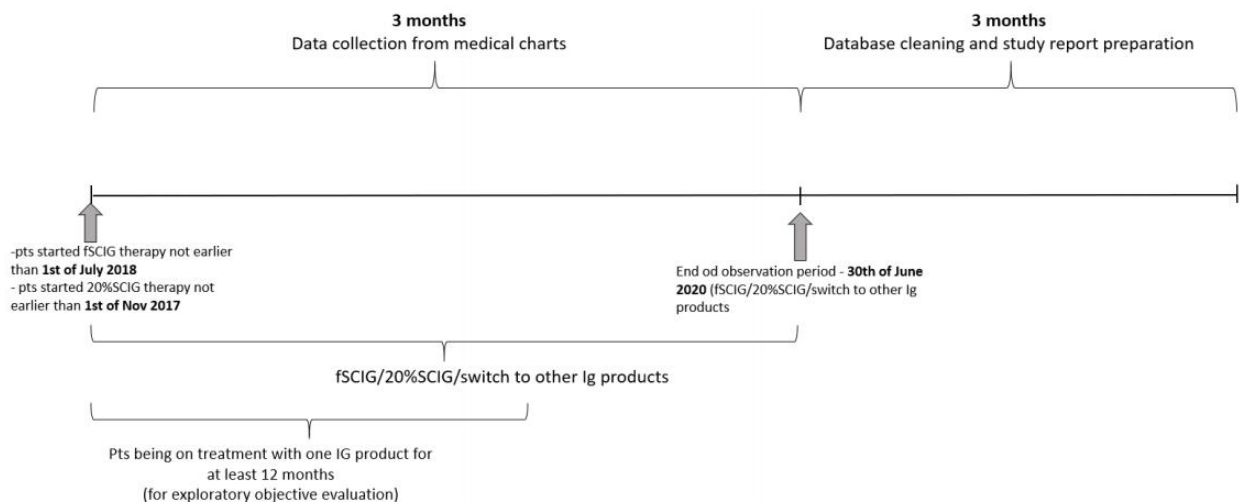 3 months
Data collection from medical charts
3 months
Database cleaning and study report preparation
-pts started fSCIG therapy not earlier
than 1st of July 2018
- pts started 20%SCIG therapy not
earlier than 1st of Nov 2017
End od observation period - 30th of June
2020 (fSCIG/20%SCIG/switch to other Ig
products
fSCIG/20%SCIG/switch to other Ig products
Pts being on treatment with one IG product for
at least 12 months
(for exploratory objective evaluation)